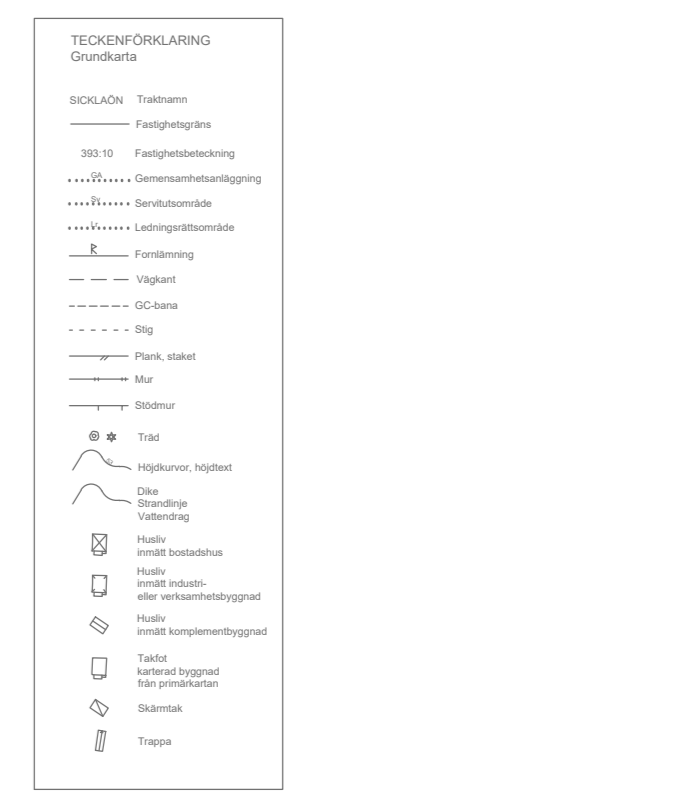 TECKENFÖRKLARING
Grundkarta
SICKLAÖN Traktnamn
Fastighetsgräns
393:10 Fastighetsbeteckning
GA Gemensamhetsanläggning
Sv Servitutsområde
Lr Ledningsrättsområde
R Fornlämning
Vägkant
GC-bana
Stig
Plank, staket
Mur
Stödmur
Träd
Höjdkurvor, höjdtext
Dike
Strandlinje
Vattendrag
Husliv
inmätt bostadshus
Husliv
inmätt industri-
eller verksamhetsbyggnad
Husliv
inmätt komplementbyggnad
Takfot
karterad byggnad
från primärkartan
Skärmtak
Trappa